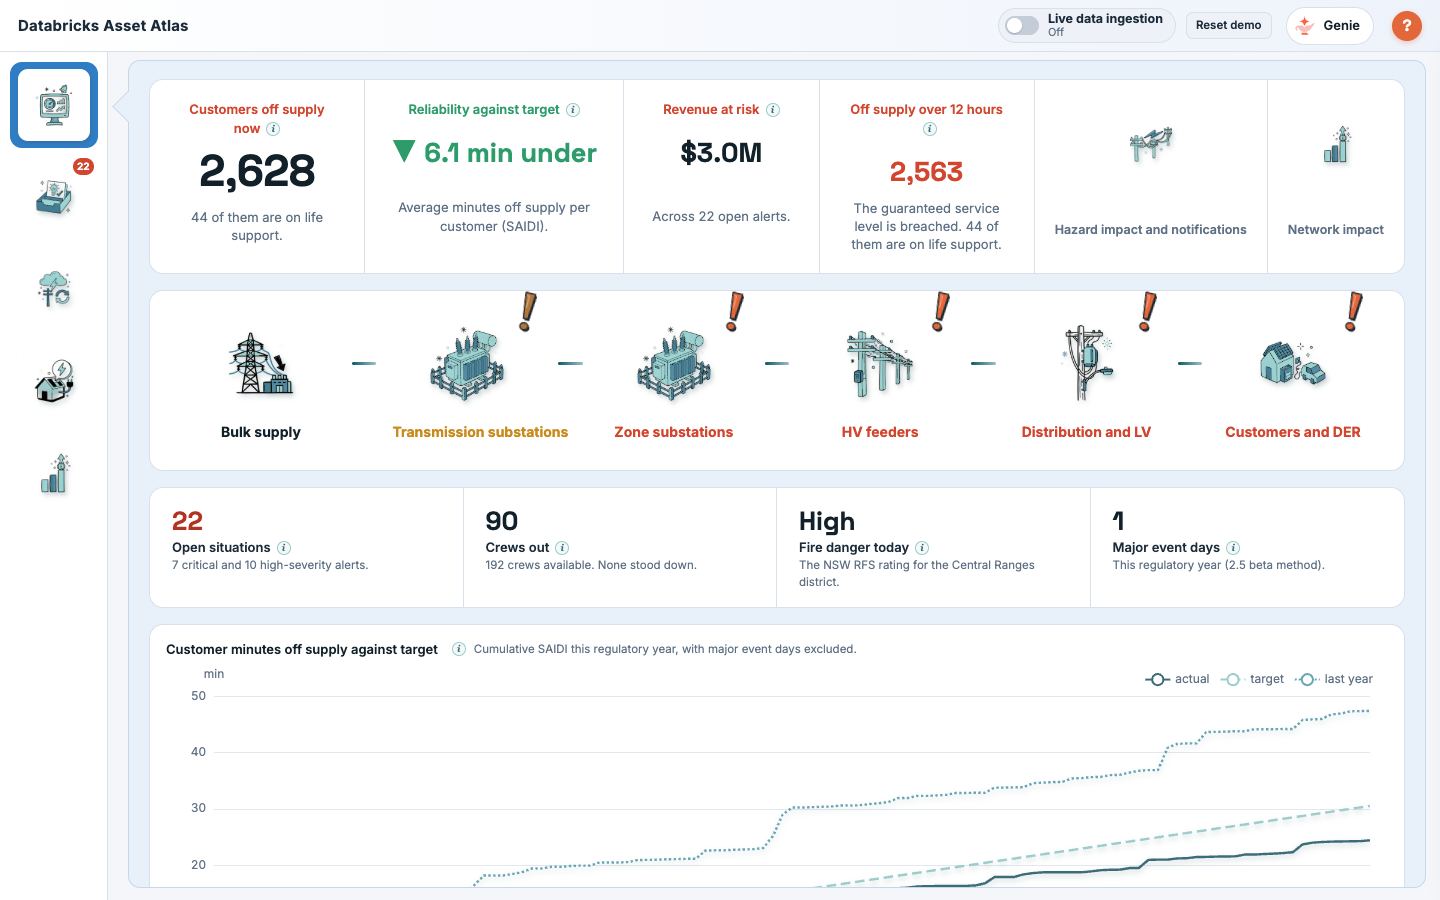 Databricks Asset Atlas
Live data ingestion
Off
Reset demo
Genie
?
22
Customers off supply
now i
2,628
44 of them are on life
support.
Reliability against target i
▼ 6.1 min under
Average minutes off supply per
customer (SAIDI).
Revenue at risk i
$3.0M
Across 22 open alerts.
Off supply over 12 hours
i
2,563
The guaranteed service
level is breached. 44 of
them are on life support.
Hazard impact and notifications
Network impact
! ! ! ! !
Bulk supply
Transmission substations
Zone substations
HV feeders
Distribution and LV
Customers and DER
22
Open situations i
7 critical and 10 high-severity alerts.
90
Crews out i
192 crews available. None stood down.
High
Fire danger today i
The NSW RFS rating for the Central Ranges
district.
1
Major event days i
This regulatory year (2.5 beta method).
Customer minutes off supply against target i Cumulative SAIDI this regulatory year, with major event days excluded.
min
actual target last year
50
40
30
20